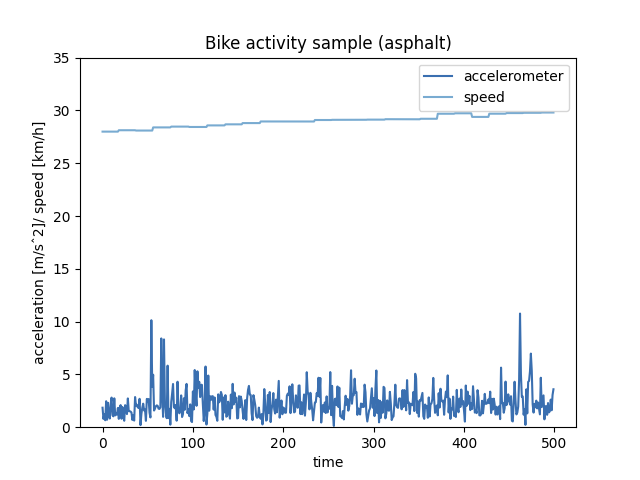 Bike activity sample (asphalt)
accelerometer
speed
acceleration [m/s^2]/ speed [km/h]
35
30
25
20
15
10
5
0
0 100 200 300 400 500
time